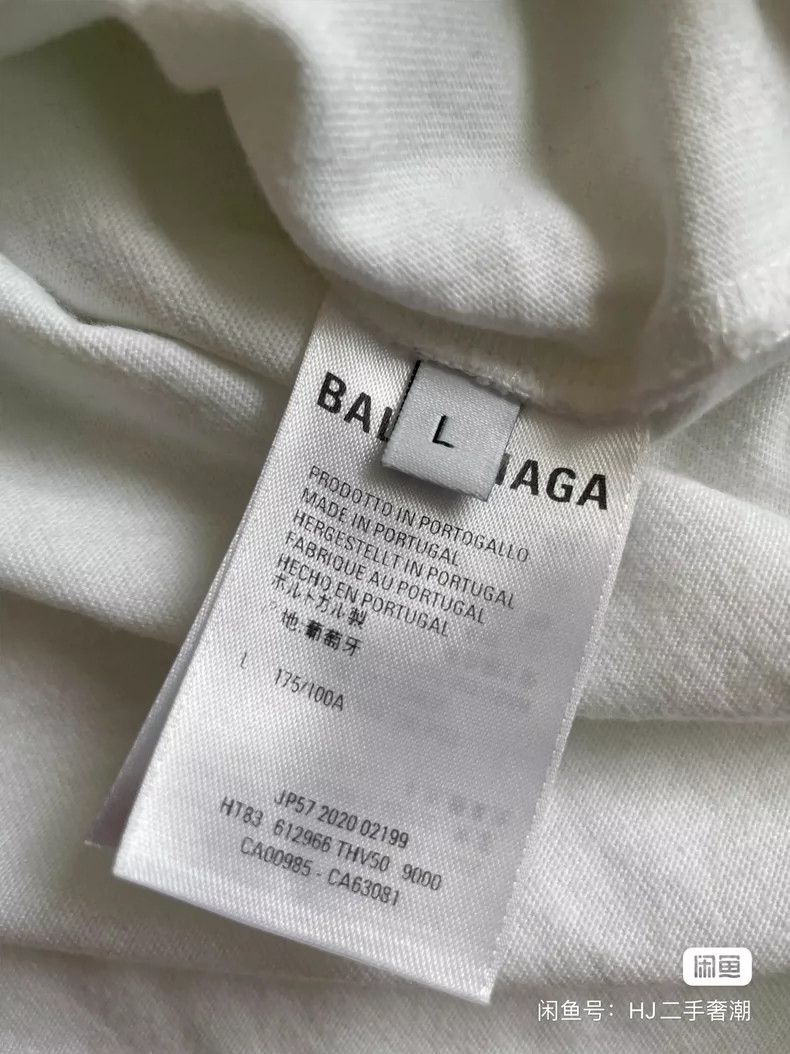 BAL
L
IAGA
PRODOTTO IN PORTOGALLO
MADE IN PORTUGAL
HERGESTELLT IN PORTUGAL
FABRIQUE AU PORTUGAL
HECHO EN PORTUGAL
ポルトガル製
地:葡萄牙
L 175/100A
JP57 2020 02199
HT83 612966 THV50 9000
CA00985 - CA63081
闲鱼
闲鱼号：HJ二手奢潮